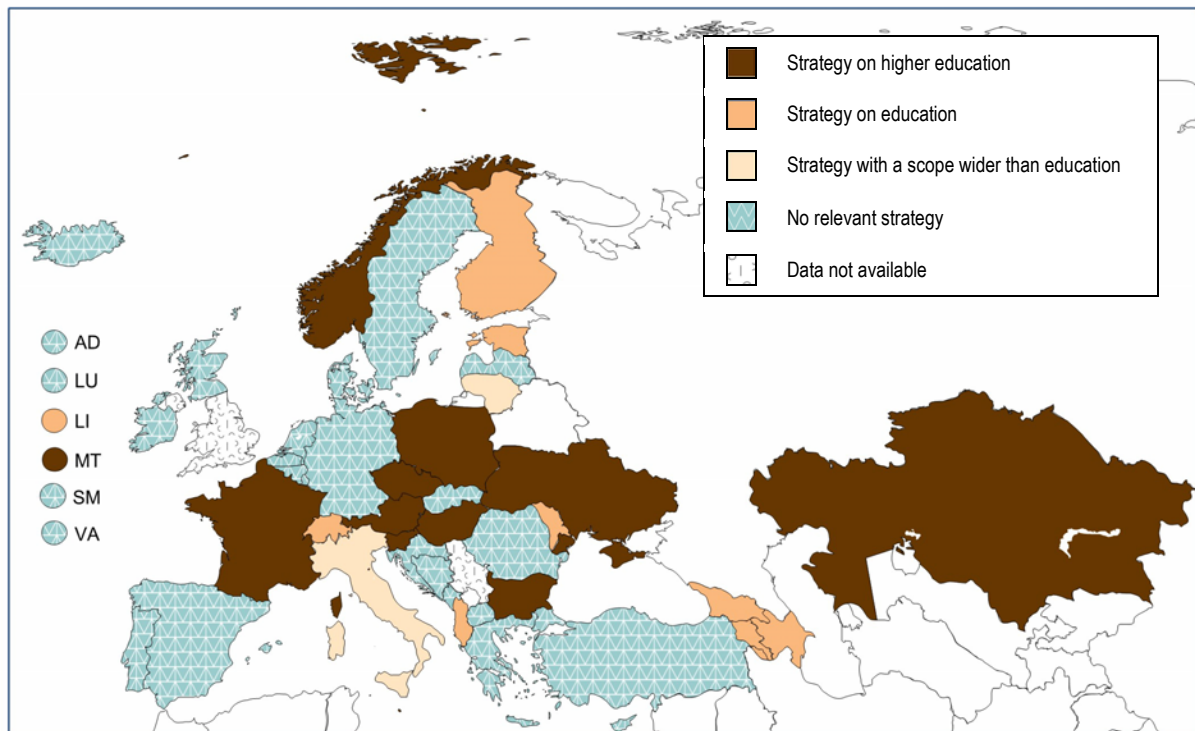 Strategy on higher education
Strategy on education
Strategy with a scope wider than education
No relevant strategy
Data not available
AD
LU
LI
MT
SM
VA